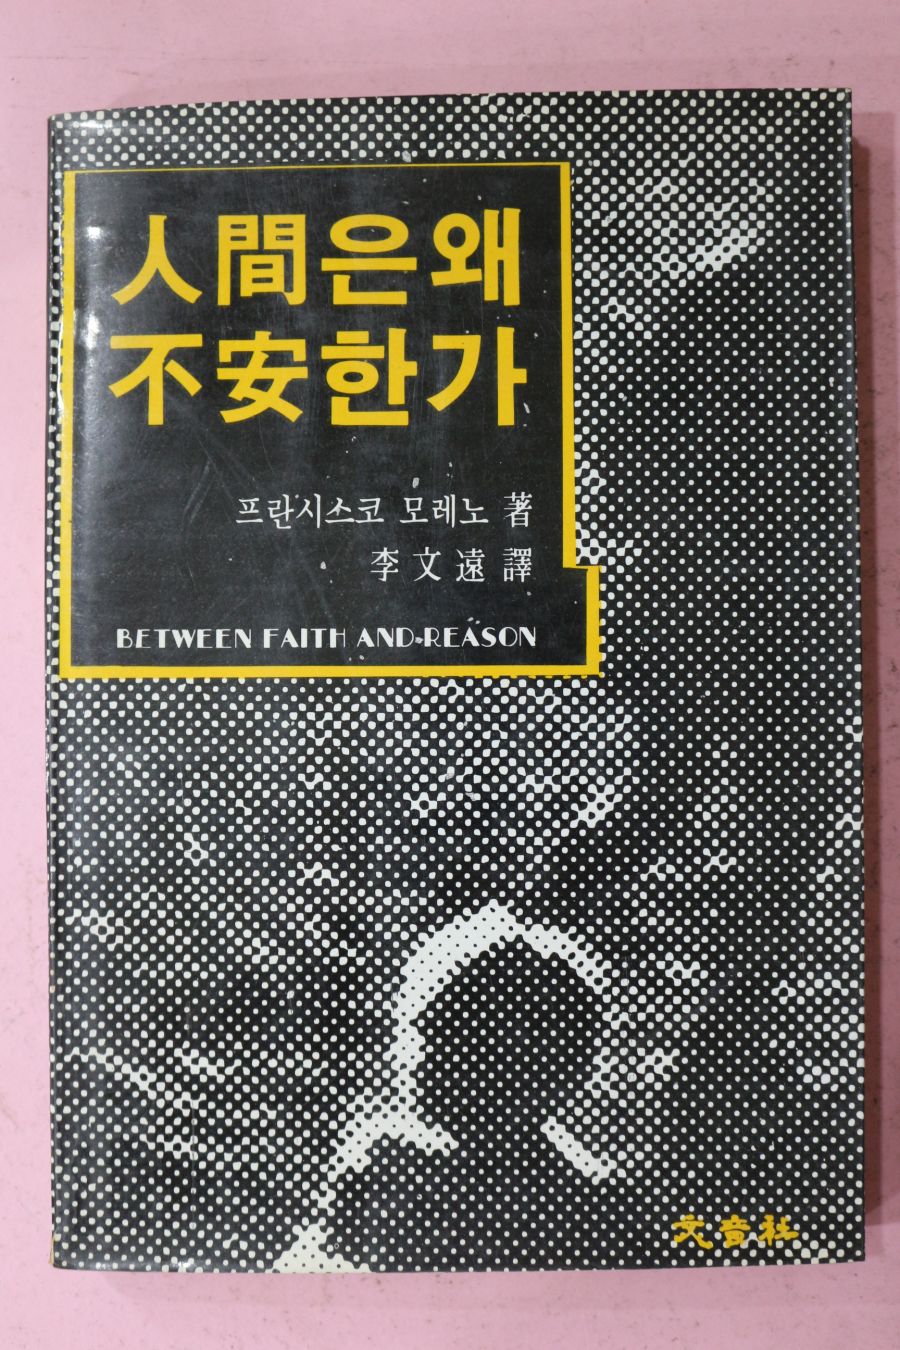 人間은왜
不安한가
프란시스코 모레노 著
李文遠 譯
BETWEEN FAITH AND REASON
文音社